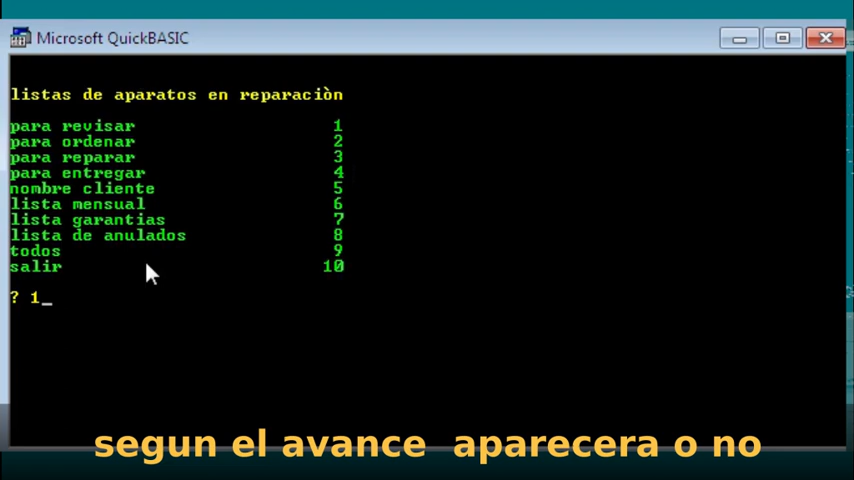 Microsoft QuickBASIC
listas de aparatos en reparaciòn
para revisar 1
para ordenar 2
para reparar 3
para entregar 4
nombre cliente 5
lista mensual 6
lista garantias 7
lista de anulados 8
todos 9
salir 10
? 1_
segun el avance aparecera o no